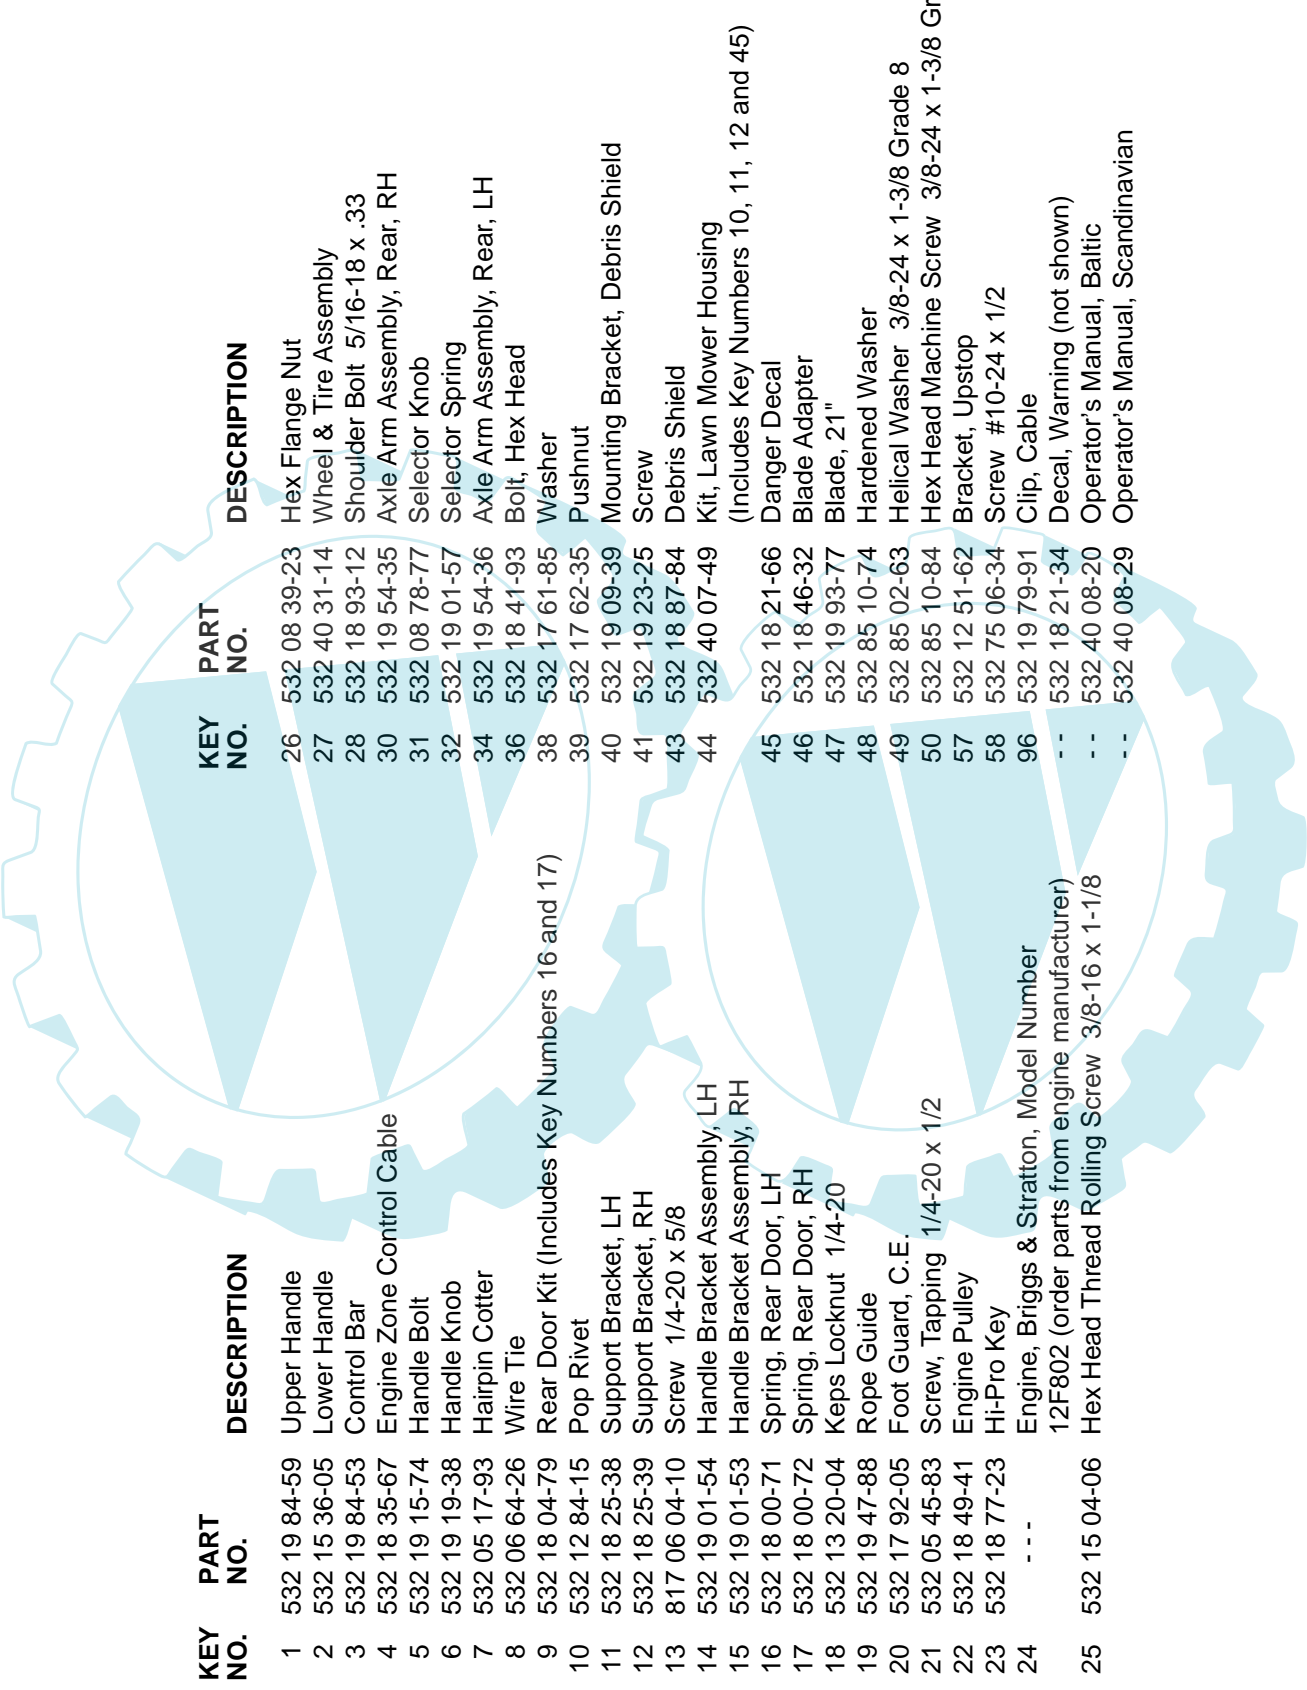 KEY PART
NO. NO. DESCRIPTION
1 532 19 84-59 Upper Handle
2 532 15 36-05 Lower Handle
3 532 19 84-53 Control Bar
4 532 18 35-67 Engine Zone Control Cable
5 532 19 15-74 Handle Bolt
6 532 19 19-38 Handle Knob
7 532 05 17-93 Hairpin Cotter
8 532 06 64-26 Wire Tie
9 532 18 04-79 Rear Door Kit (Includes Key Numbers 16 and 17)
10 532 12 84-15 Pop Rivet
11 532 18 25-38 Support Bracket, LH
12 532 18 25-39 Support Bracket, RH
13 817 06 04-10 Screw 1/4-20 x 5/8
14 532 19 01-54 Handle Bracket Assembly, LH
15 532 19 01-53 Handle Bracket Assembly, RH
16 532 18 00-71 Spring, Rear Door, LH
17 532 18 00-72 Spring, Rear Door, RH
18 532 13 20-04 Keps Locknut 1/4-20
19 532 19 47-88 Rope Guide
20 532 17 92-05 Foot Guard, C.E.
21 532 05 45-83 Screw, Tapping 1/4-20 x 1/2
22 532 18 49-41 Engine Pulley
23 532 18 77-23 Hi-Pro Key
24 - - - Engine, Briggs & Stratton, Model Number
12F802 (order parts from engine manufacturer)
25 532 15 04-06 Hex Head Thread Rolling Screw 3/8-16 x 1-1/8
KEY PART
NO. NO. DESCRIPTION
26 532 08 39-23 Hex Flange Nut
27 532 40 31-14 Wheel & Tire Assembly
28 532 18 93-12 Shoulder Bolt 5/16-18 x .33
30 532 19 54-35 Axle Arm Assembly, Rear, RH
31 532 08 78-77 Selector Knob
32 532 19 01-57 Selector Spring
34 532 19 54-36 Axle Arm Assembly, Rear, LH
36 532 18 41-93 Bolt, Hex Head
38 532 17 61-85 Washer
39 532 17 62-35 Pushnut
40 532 19 09-39 Mounting Bracket, Debris Shield
41 532 19 23-25 Screw
43 532 18 87-84 Debris Shield
44 532 40 07-49 Kit, Lawn Mower Housing
(Includes Key Numbers 10, 11, 12 and 45)
45 532 18 21-66 Danger Decal
46 532 18 46-32 Blade Adapter
47 532 19 93-77 Blade, 21"
48 532 85 10-74 Hardened Washer
49 532 85 02-63 Helical Washer 3/8-24 x 1-3/8 Grade 8
50 532 85 10-84 Hex Head Machine Screw 3/8-24 x 1-3/8 Gr
57 532 12 51-62 Bracket, Upstop
58 532 75 06-34 Screw #10-24 x 1/2
96 532 19 79-91 Clip, Cable
- - 532 18 21-34 Decal, Warning (not shown)
- - 532 40 08-20 Operator’s Manual, Baltic
- - 532 40 08-29 Operator’s Manual, Scandinavian